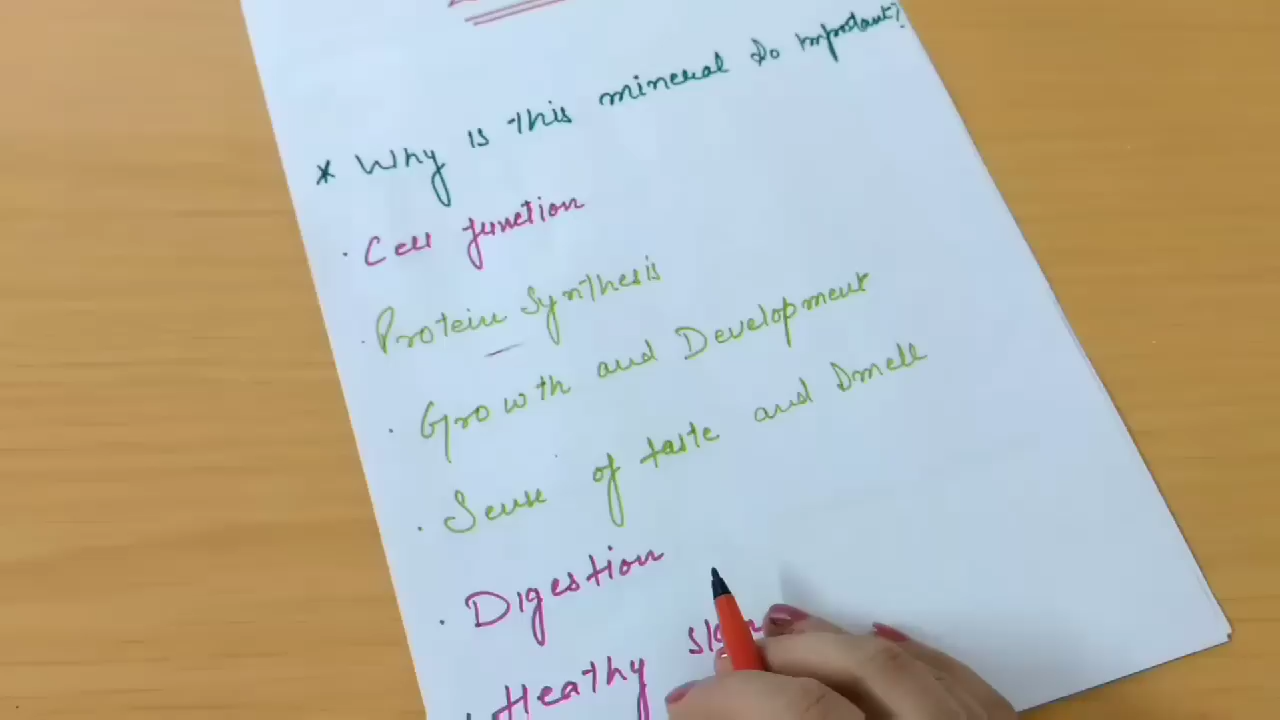 * Why is this mineral so important?
· Cell function
· Protein synthesis
· Growth and Development
· Sense of taste and Smell
· Digestion
· Heathy skin